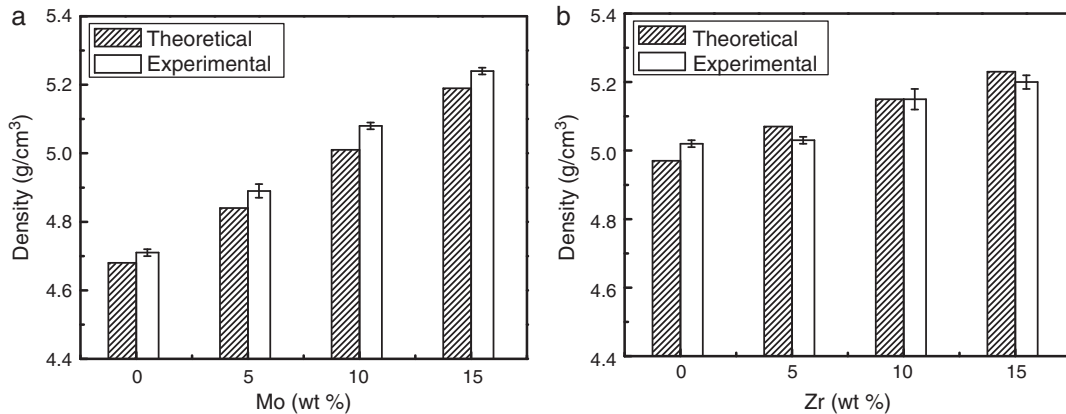 a
5.4
5.2
5.0
4.8
4.6
4.4
Density (g/cm³)
Theoretical
Experimental
0 5 10 15
Mo (wt %)
b
5.4
5.2
5.0
4.8
4.6
4.4
Density (g/cm³)
Theoretical
Experimental
0 5 10 15
Zr (wt %)